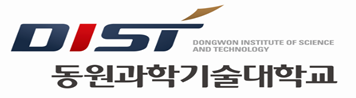 DIST DONGWON INSTITUTE OF SCIENCE
AND TECHNOLOGY
동원과학기술대학교